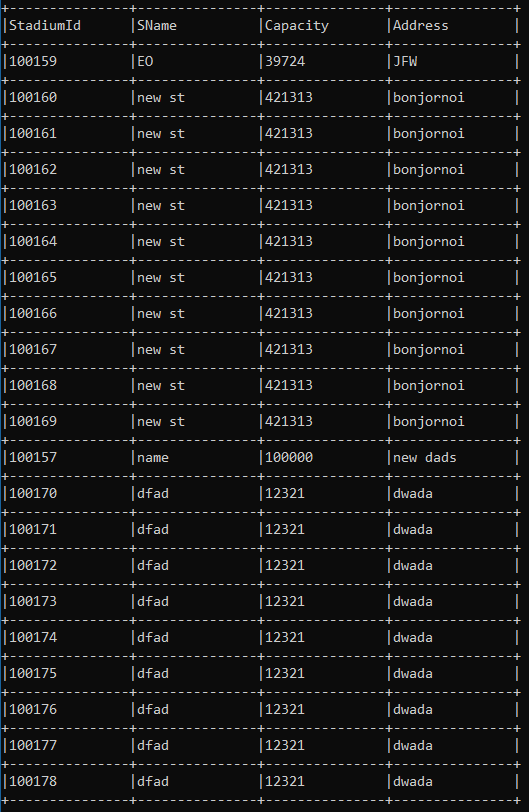 StadiumId SName Capacity Address
100159 EO 39724 JFW
100160 new st 421313 bonjornoi
100161 new st 421313 bonjornoi
100162 new st 421313 bonjornoi
100163 new st 421313 bonjornoi
100164 new st 421313 bonjornoi
100165 new st 421313 bonjornoi
100166 new st 421313 bonjornoi
100167 new st 421313 bonjornoi
100168 new st 421313 bonjornoi
100169 new st 421313 bonjornoi
100157 name 100000 new dads
100170 dfad 12321 dwada
100171 dfad 12321 dwada
100172 dfad 12321 dwada
100173 dfad 12321 dwada
100174 dfad 12321 dwada
100175 dfad 12321 dwada
100176 dfad 12321 dwada
100177 dfad 12321 dwada
100178 dfad 12321 dwada